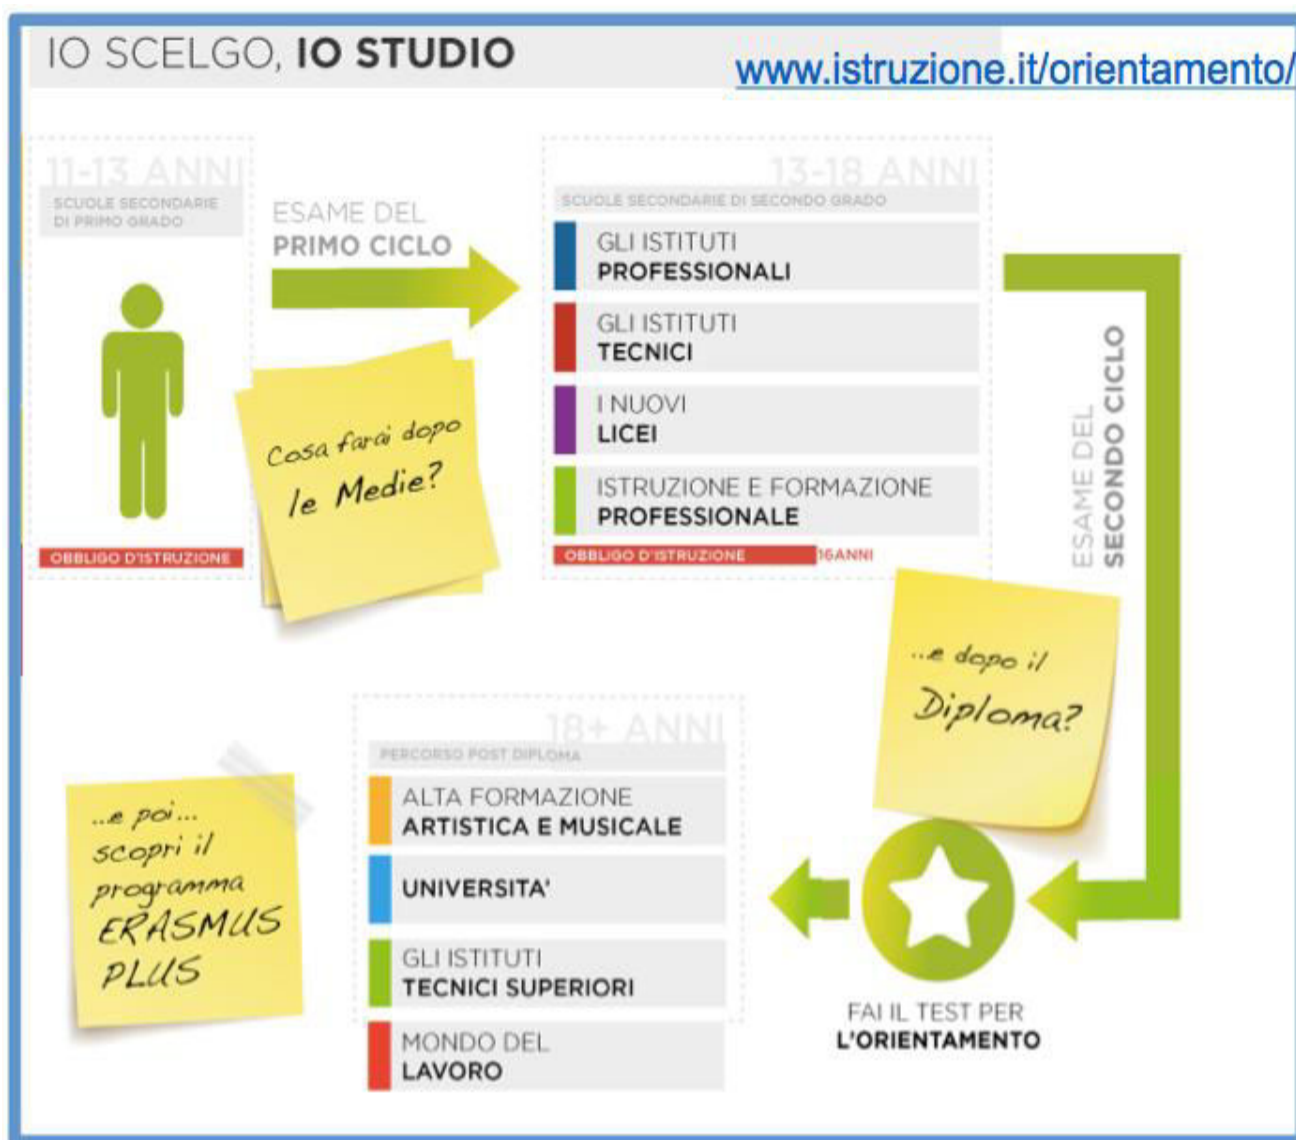 IO SCELGO, IO STUDIO
www.istruzione.it/orientamento/
11-13 ANNI
SCUOLE SECONDARIE
DI PRIMO GRADO
OBBLIGO D'ISTRUZIONE
ESAME DEL
PRIMO CICLO
Cosa farai dopo
le Medie?
13-18 ANNI
SCUOLE SECONDARIE DI SECONDO GRADO
GLI ISTITUTI
PROFESSIONALI
GLI ISTITUTI
TECNICI
I NUOVI
LICEI
ISTRUZIONE E FORMAZIONE
PROFESSIONALE
OBBLIGO D'ISTRUZIONE 16ANNI
ESAME DEL
SECONDO CICLO
...e dopo il
Diploma?
FAI IL TEST PER
L'ORIENTAMENTO
18+ ANNI
PERCORSO POST DIPLOMA
ALTA FORMAZIONE
ARTISTICA E MUSICALE
UNIVERSITA'
GLI ISTITUTI
TECNICI SUPERIORI
MONDO DEL
LAVORO
...e poi...
scopri il
programma
ERASMUS
PLUS